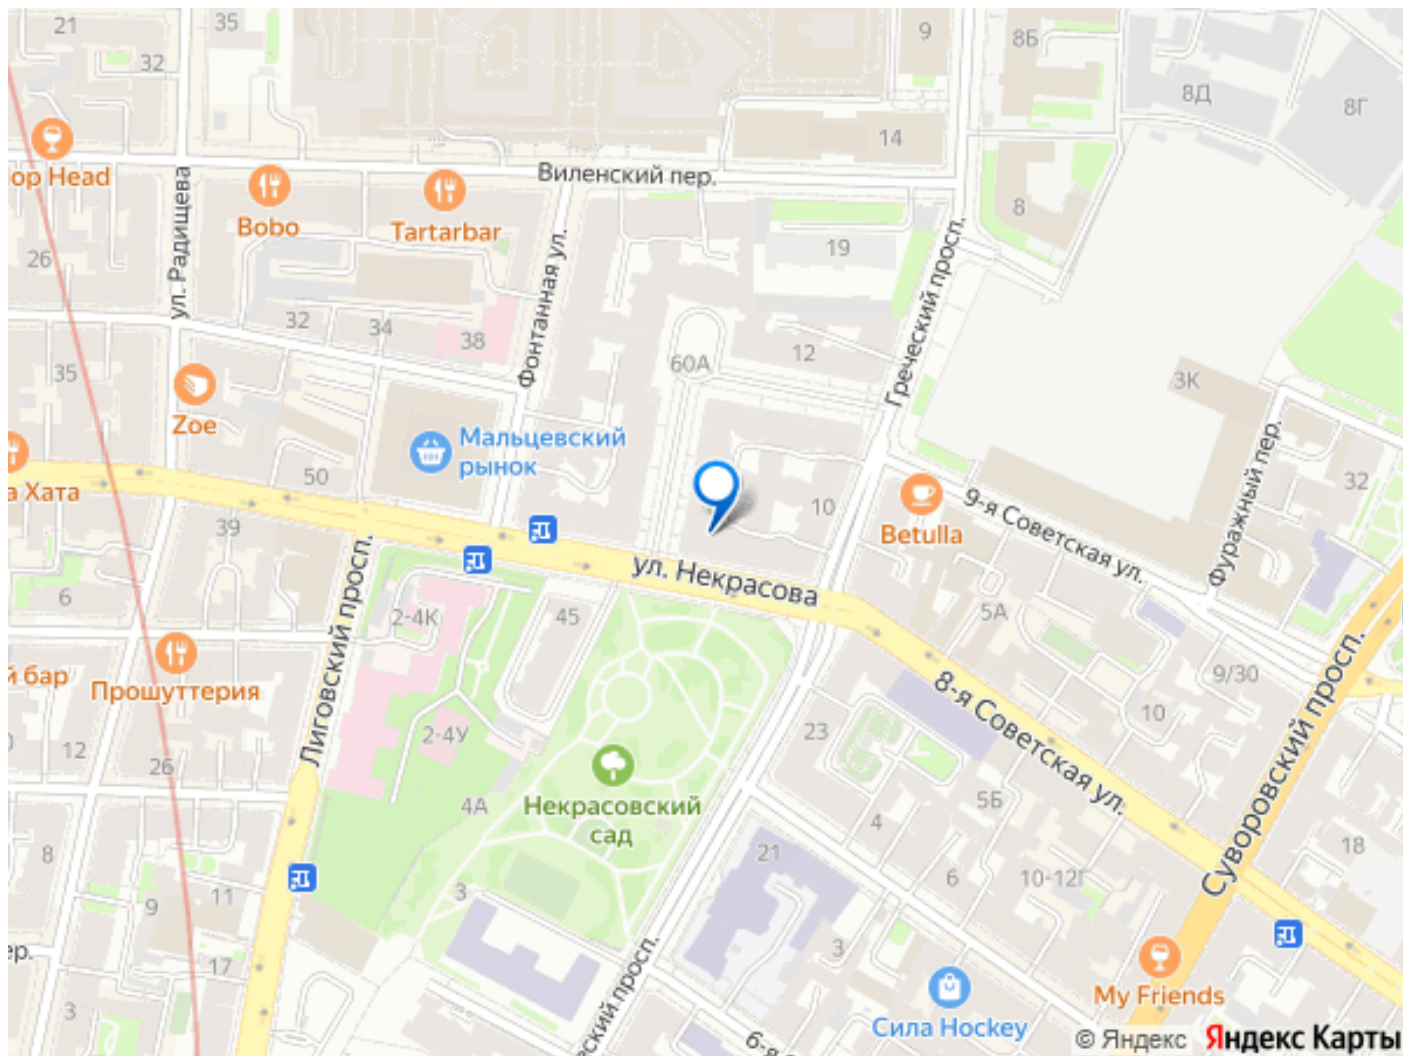 21
35
9
8Б
32
8Д
8Г
14
op Head
ул. Радищева
Bobo
Tartarbar
Виленский пер.
8
26
Фонтанная ул.
19
Греческий просп.
32
34
38
12
60А
35
3К
Zoe
Мальцевский
рынок
а Хата
50
10
Betulla
9-я Советская ул.
Фуражный пер.
32
39
ул. Некрасова
6
Лиговский просп.
2-4К
45
5А
й бар
Прошуттерия
8-я Советская ул.
9/30
Суворовский просп.
12
26
2-4У
23
10
4А
Некрасовский
сад
5Б
4
8
21
18
6
10-12Г
3
9
11
17
3
ер.
3
еский просп.
6-я
Сила Hockey
My Friends
© Яндекс Яндекс Карты